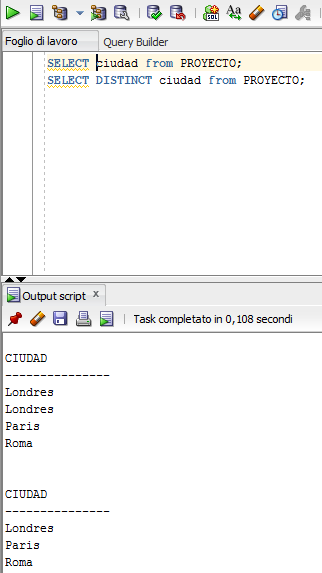 Foglio di lavoro Query Builder
SELECT ciudad from PROYECTO;
SELECT DISTINCT ciudad from PROYECTO;
Output script x
Task completato in 0,108 secondi
CIUDAD
---------------
Londres
Londres
Paris
Roma
CIUDAD
---------------
Londres
Paris
Roma